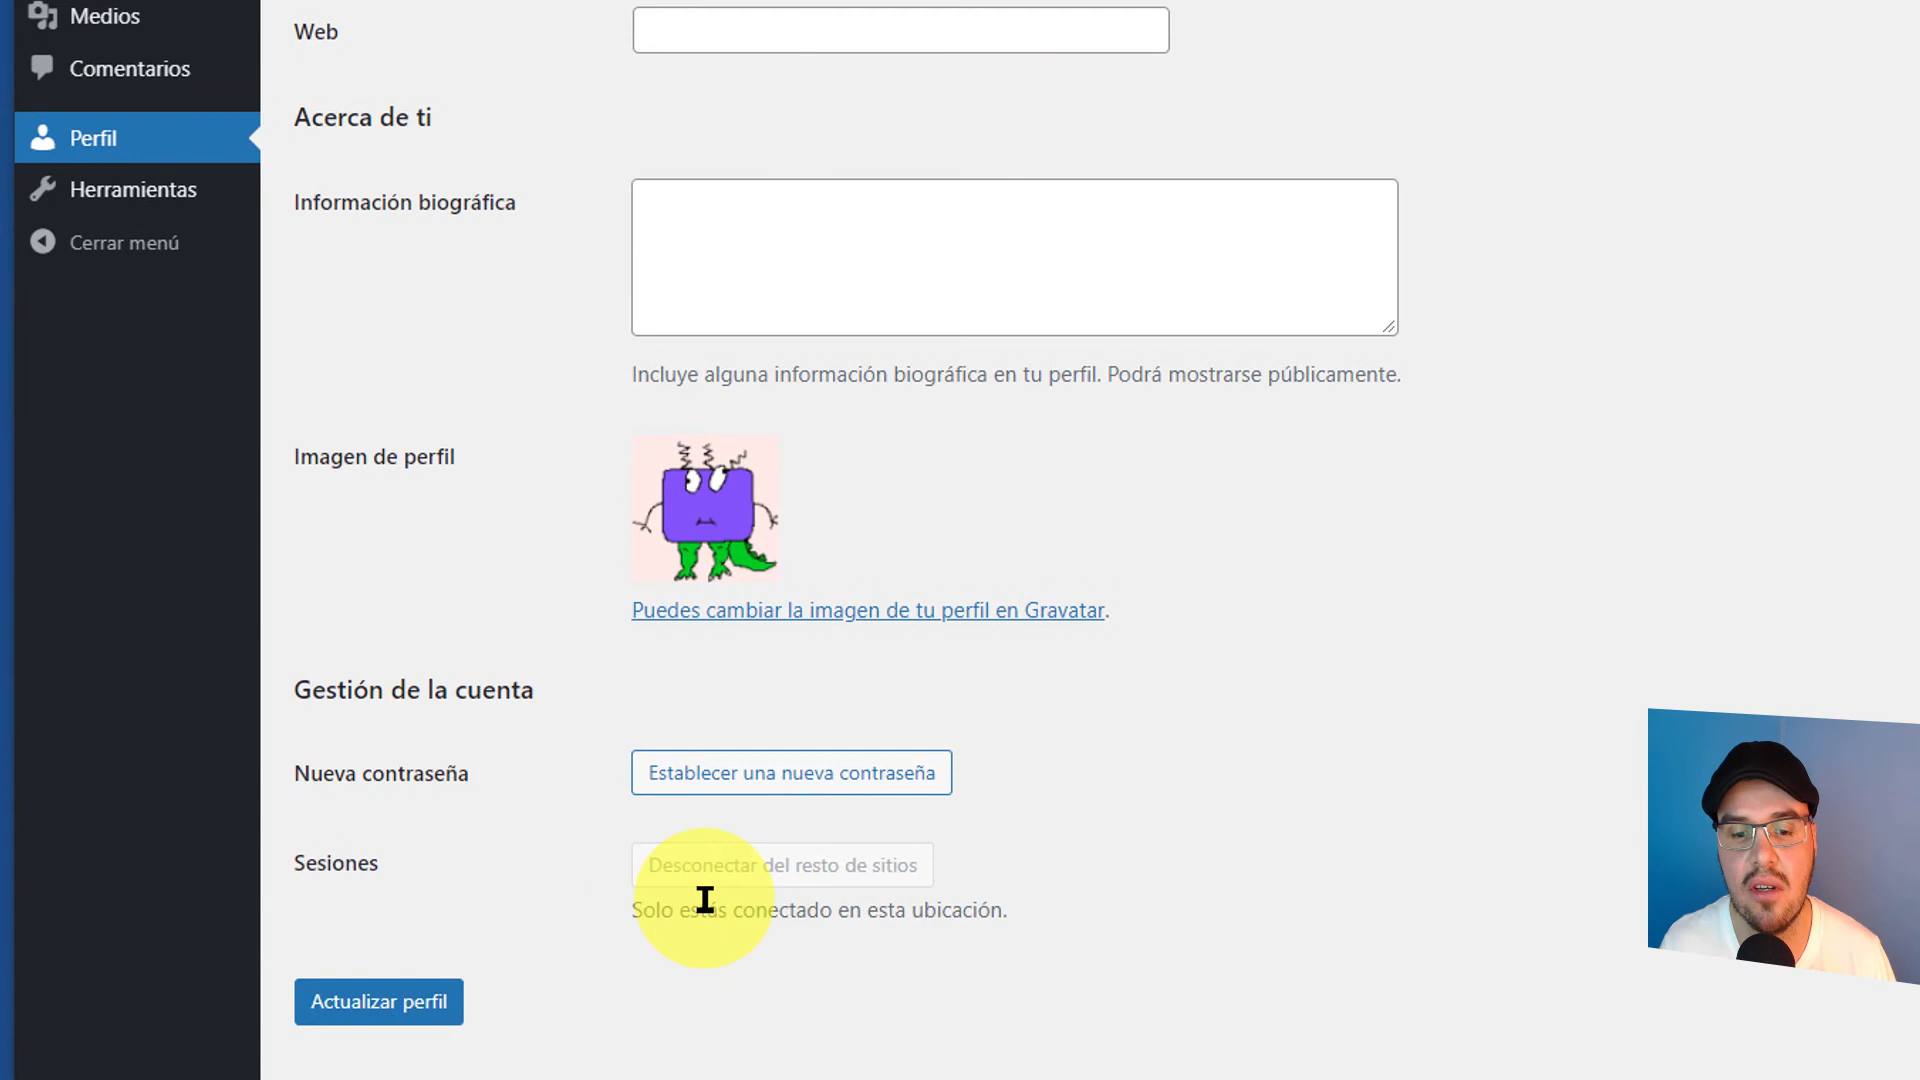 Medios
Comentarios
Perfil
Herramientas
Cerrar menú
Web
Acerca de ti
Información biográfica
Incluye alguna información biográfica en tu perfil. Podrá mostrarse públicamente.
Imagen de perfil
Puedes cambiar la imagen de tu perfil en Gravatar.
Gestión de la cuenta
Nueva contraseña
Establecer una nueva contraseña
Sesiones
Desconectar del resto de sitios
Solo estás conectado en esta ubicación.
Actualizar perfil